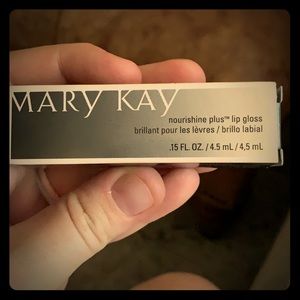 MARY KAY
nourishine plus™ lip gloss
brillant pour les lèvres / brillo labial
.15 FL. OZ. / 4.5 mL / 4,5 mL